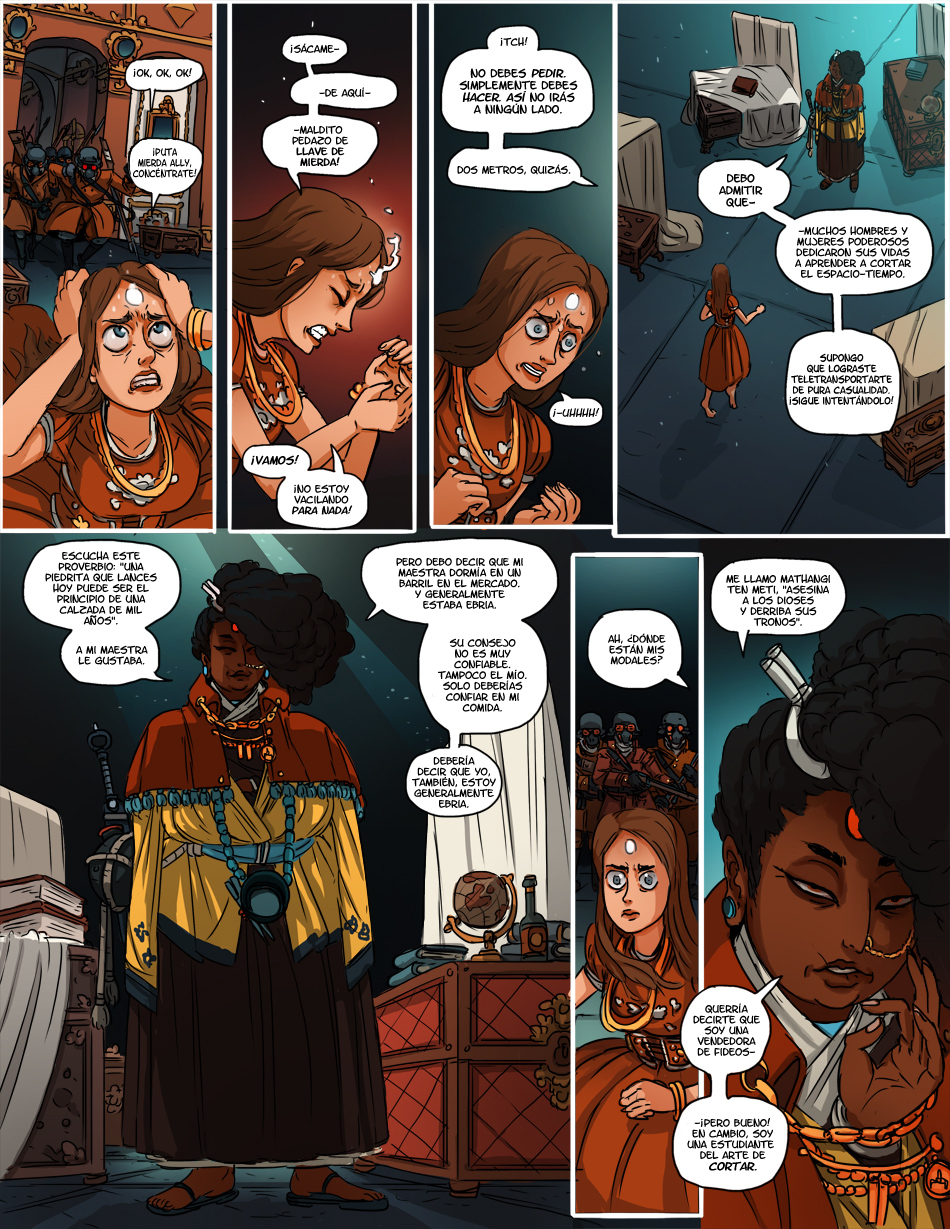 ¡OK, OK, OK!
¡PUTA
MIERDA ALLY,
CONCÉNTRATE!
¡SÁCAME-
-DE AQUÍ-
-MALDITO
PEDAZO DE
LLAVE DE
MIERDA!
¡VAMOS!
¡NO ESTOY
VACILANDO
PARA NADA!
¡TCH!
NO DEBES PEDIR.
SIMPLEMENTE DEBES
HACER. ASÍ NO IRÁS
A NINGÚN LADO.
DOS METROS, QUIZÁS.
¡-UHHHH!
DEBO
ADMITIR
QUE-
-MUCHOS HOMBRES Y
MUJERES PODEROSOS
DEDICARON SUS VIDAS
A APRENDER A CORTAR
EL ESPACIO-TIEMPO.
SUPONGO
QUE LOGRASTE
TELETRANSPORTARTE
DE PURA CASUALIDAD.
¡SIGUE INTENTÁNDOLO!
ESCUCHA ESTE
PROVERBIO: "UNA
PIEDRITA QUE LANCES
HOY PUEDE SER EL
PRINCIPIO DE UNA
CALZADA DE MIL
AÑOS".
A MI MAESTRA
LE GUSTABA.
PERO DEBO DECIR QUE MI
MAESTRA DORMÍA EN UN
BARRIL EN EL MERCADO,
Y GENERALMENTE
ESTABA EBRIA.
SU CONSEJO
NO ES MUY
CONFIABLE.
TAMPOCO EL MÍO.
SOLO DEBERÍAS
CONFIAR EN MI
COMIDA.
DEBERÍA
DECIR QUE YO,
TAMBIÉN, ESTOY
GENERALMENTE
EBRIA.
AH, ¿DÓNDE
ESTÁN MIS
MODALES?
ME LLAMO MATHANGI
TEN METI, "ASESINA
A LOS DIOSES
Y DERRIBA SUS
TRONOS".
QUERRÍA
DECIRTE QUE
SOY UNA
VENDEDORA
DE FIDEOS-
-¡PERO BUENO!
EN CAMBIO, SOY
UNA ESTUDIANTE
DEL ARTE DE
CORTAR.